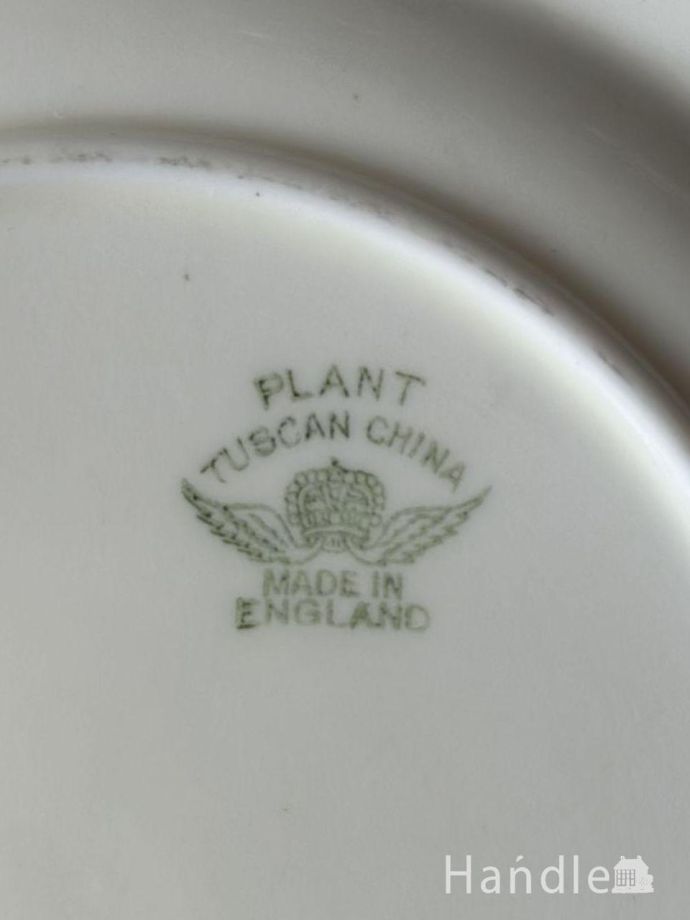 PLANT
TUSCAN CHINA
MADE IN
ENGLAND
Handle